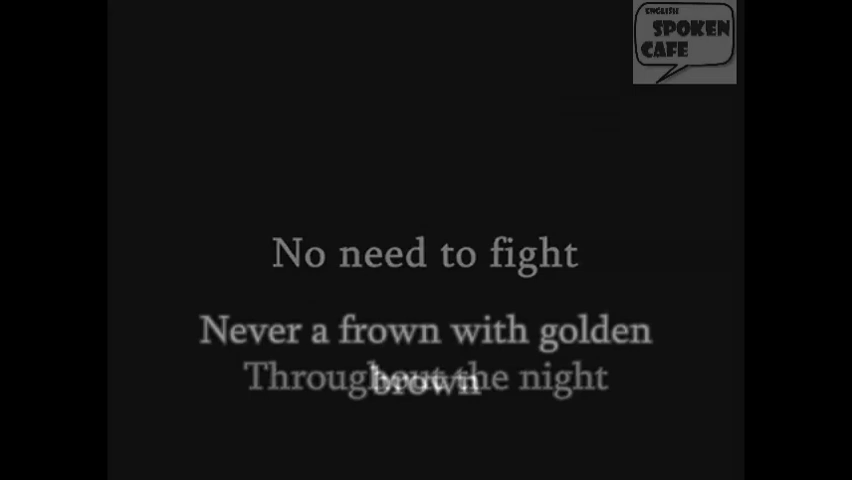 ENGLISH
SPOKEN
CAFE
No need to fight
Never a frown with golden
brown
Throughout the night